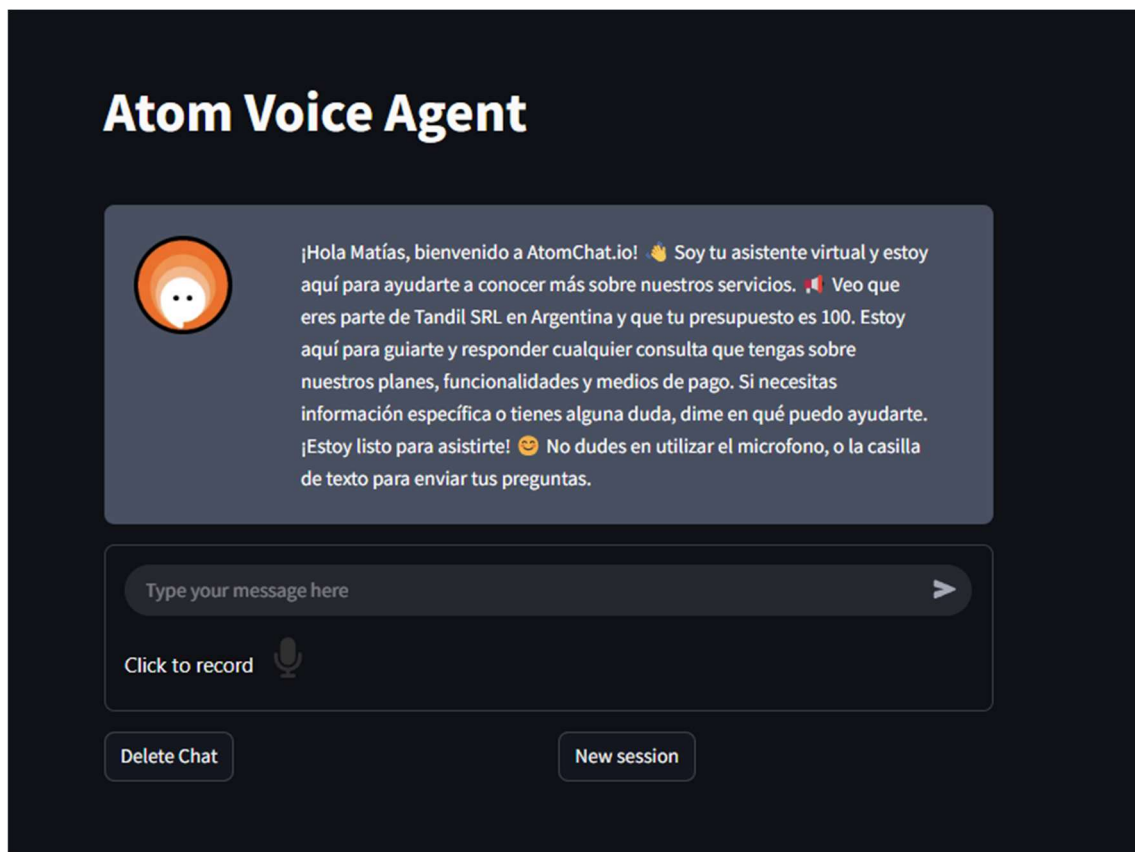 Atom Voice Agent
¡Hola Matías, bienvenido a AtomChat.io! 👋 Soy tu asistente virtual y estoy
aquí para ayudarte a conocer más sobre nuestros servicios. 📢 Veo que
eres parte de Tandil SRL en Argentina y que tu presupuesto es 100. Estoy
aquí para guiarte y responder cualquier consulta que tengas sobre
nuestros planes, funcionalidades y medios de pago. Si necesitas
información específica o tienes alguna duda, dime en qué puedo ayudarte.
¡Estoy listo para asistirte! 😊 No dudes en utilizar el microfono, o la casilla
de texto para enviar tus preguntas.
Type your message here
Click to record
Delete Chat
New session